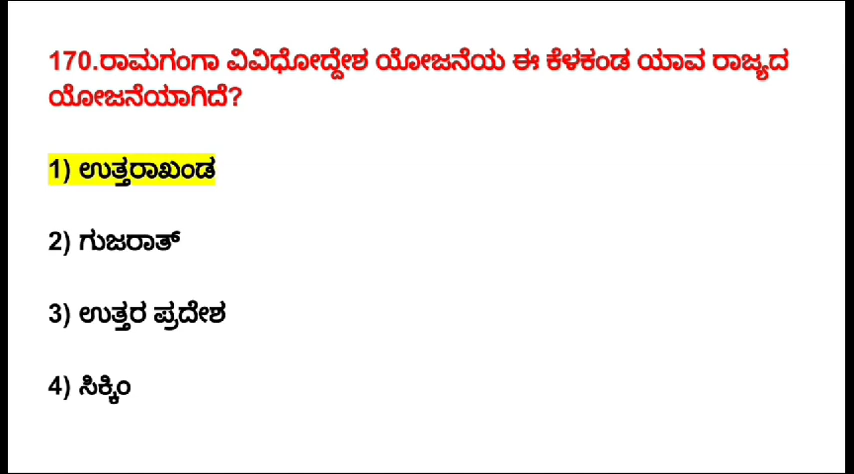 170.ರಾಮಗಂಗಾ ವಿವಿಧೋದ್ದೇಶ ಯೋಜನೆಯ ಈ ಕೆಳಕಂಡ ಯಾವ ರಾಜ್ಯದ
ಯೋಜನೆಯಾಗಿದೆ?
1) ಉತ್ತರಾಖಂಡ
2) ಗುಜರಾತ್
3) ಉತ್ತರ ಪ್ರದೇಶ
4) ಸಿಕ್ಕಿಂ